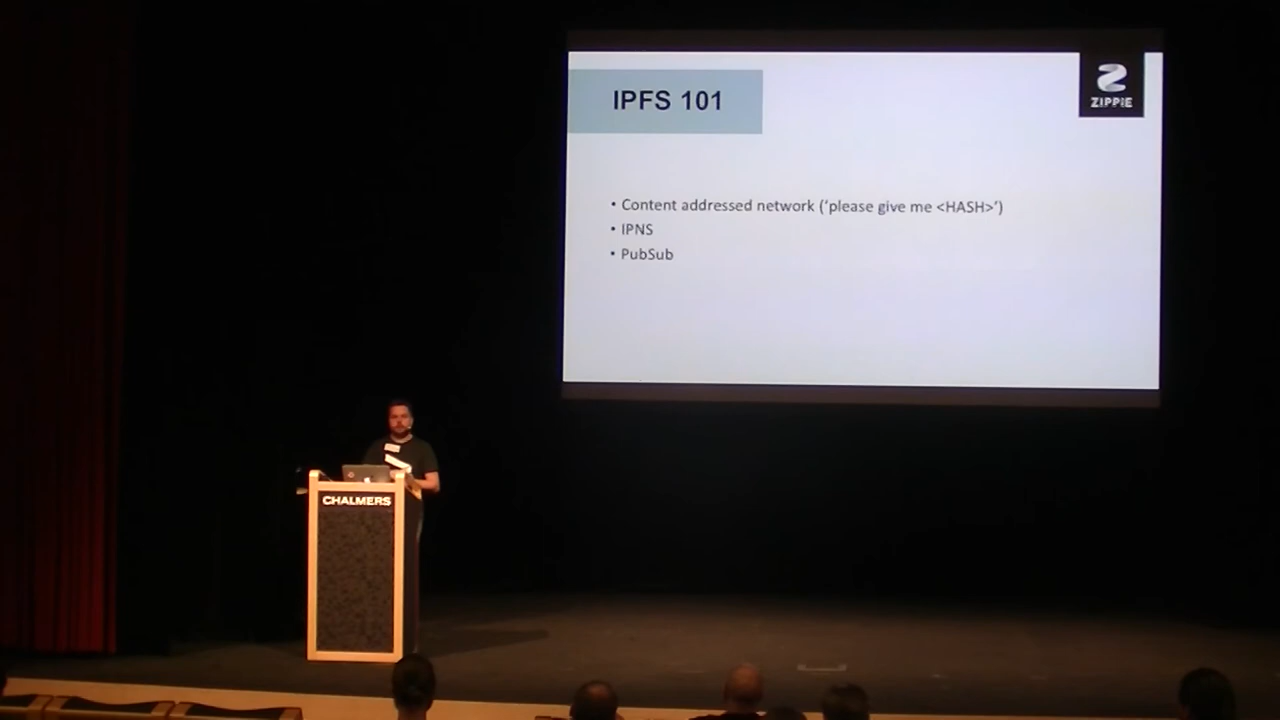 IPFS 101
ZIPPIE
• Content addressed network ('please give me <HASH>')
• IPNS
• PubSub
CHALMERS